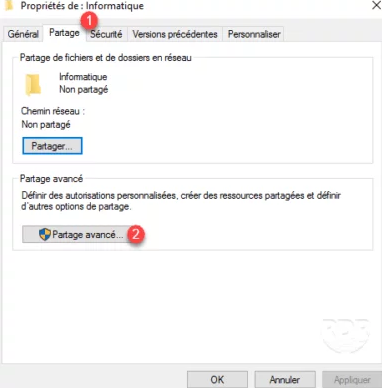 Propriétés de : Informatique
1
Général Partage Sécurité Versions précédentes Personnaliser
Partage de fichiers et de dossiers en réseau
Informatique
Non partagé
Chemin réseau :
Non partagé
Partager...
Partage avancé
Définir des autorisations personnalisées, créer des ressources partagées et définir
d'autres options de partage.
Partage avancé... 2
OK Annuler Appliquer